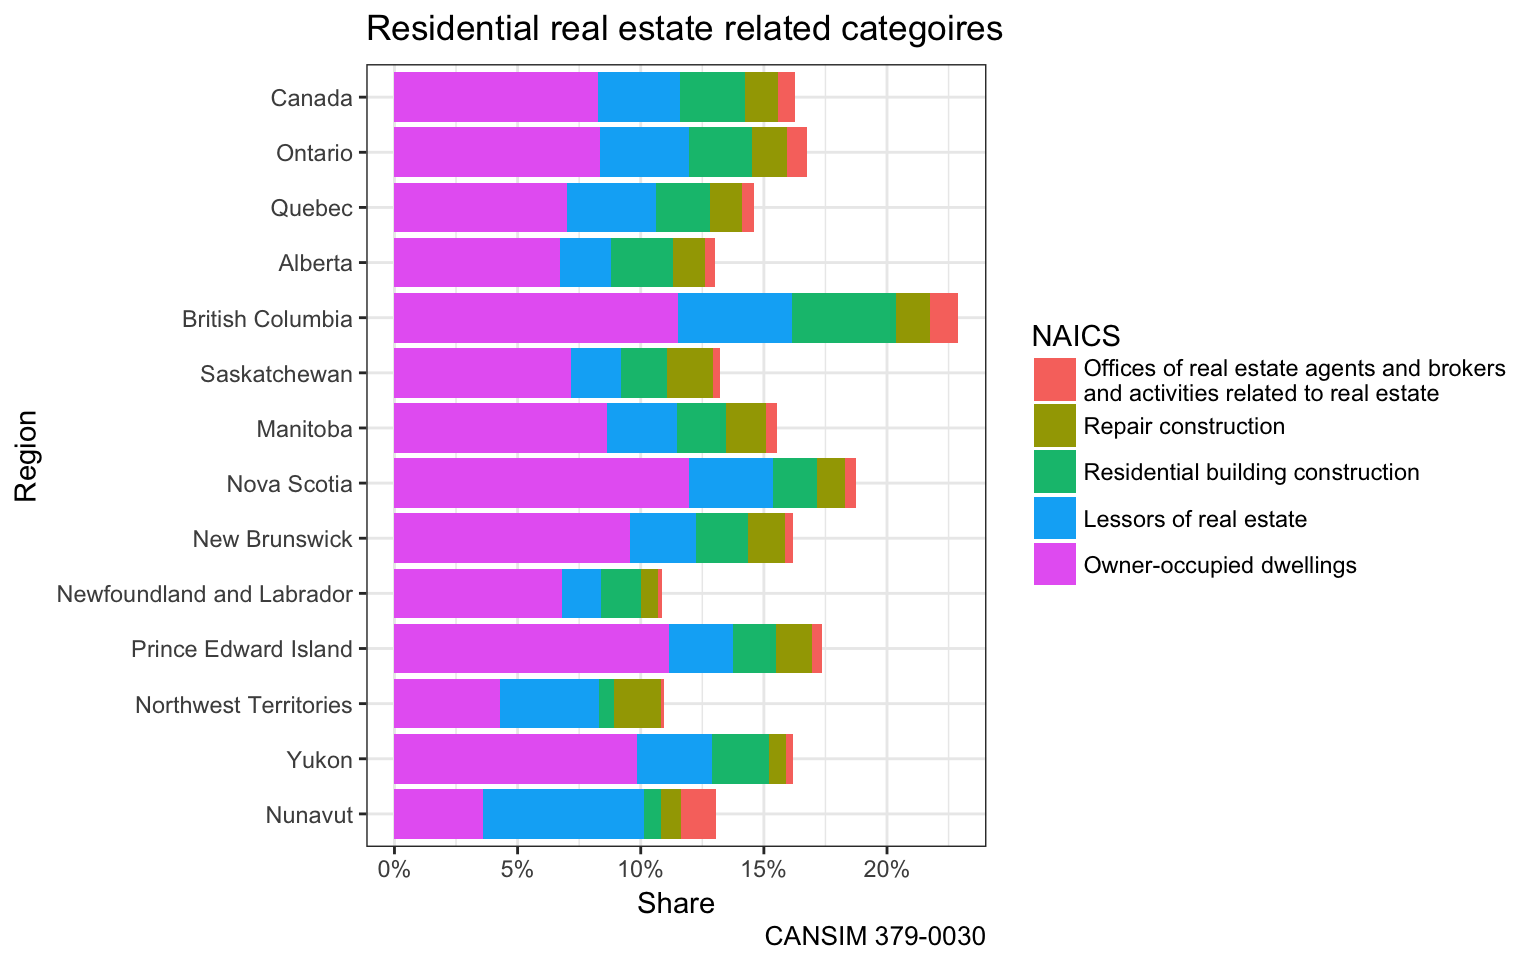 Residential real estate related categoires
Canada
Ontario
Quebec
Alberta
British Columbia
Saskatchewan
Manitoba
Nova Scotia
New Brunswick
Newfoundland and Labrador
Prince Edward Island
Northwest Territories
Yukon
Nunavut
Region
0% 5% 10% 15% 20%
Share
CANSIM 379-0030
NAICS
Offices of real estate agents and brokers
and activities related to real estate
Repair construction
Residential building construction
Lessors of real estate
Owner-occupied dwellings